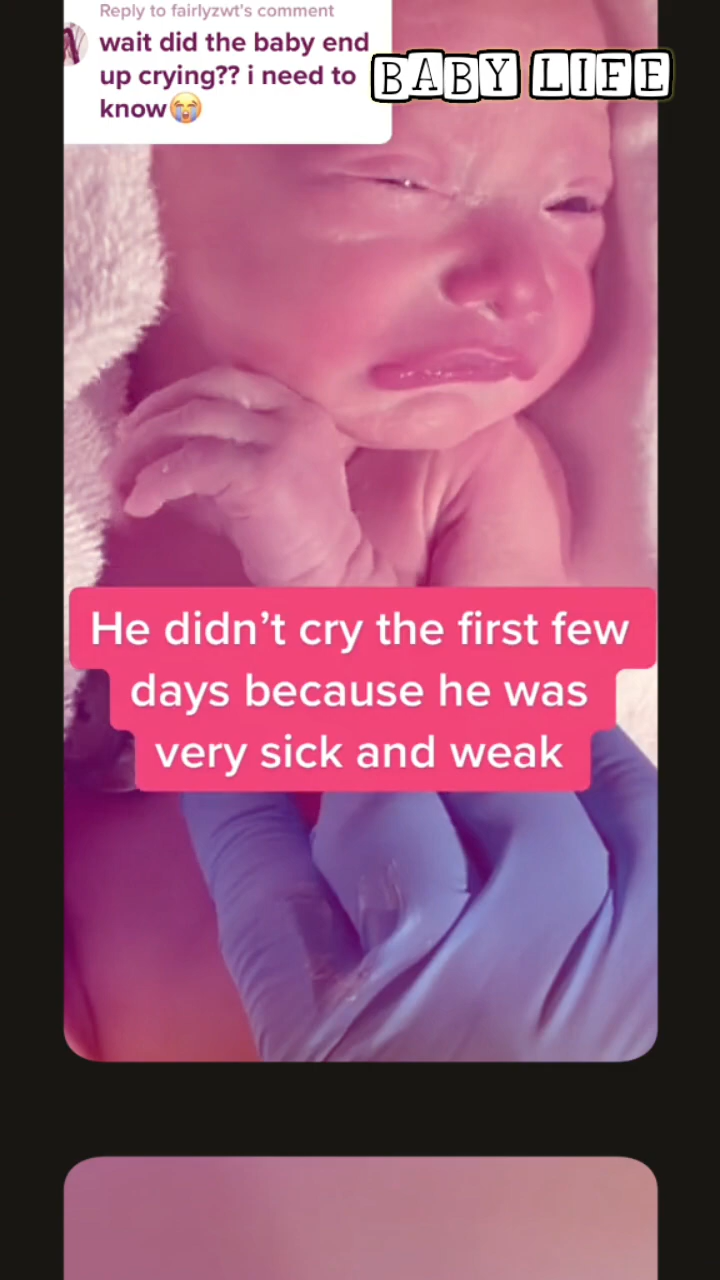 Reply to fairlyzwt's comment
wait did the baby end
up crying?? i need to
know😭
BABY LIFE
He didn’t cry the first few
days because he was
very sick and weak